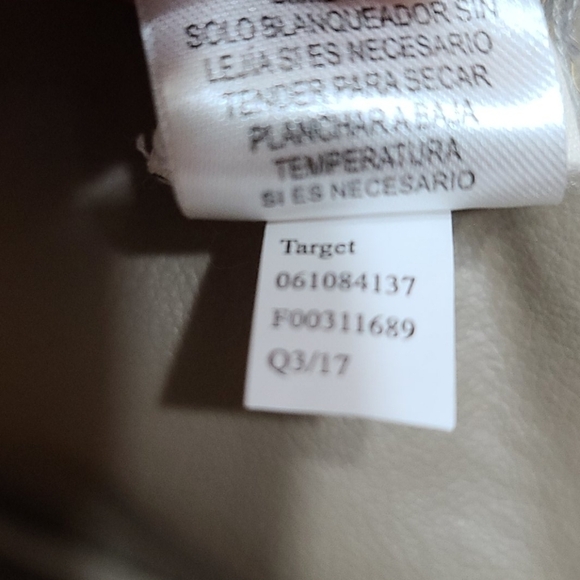 SOLO BLANQUEADOR SIN
LEJIA SI ES NECESARIO
TENDER PARA SECAR
PLANCHAR A BAJA
TEMPERATURA
SI ES NECESARIO
Target
061084137
F00311689
Q3/17